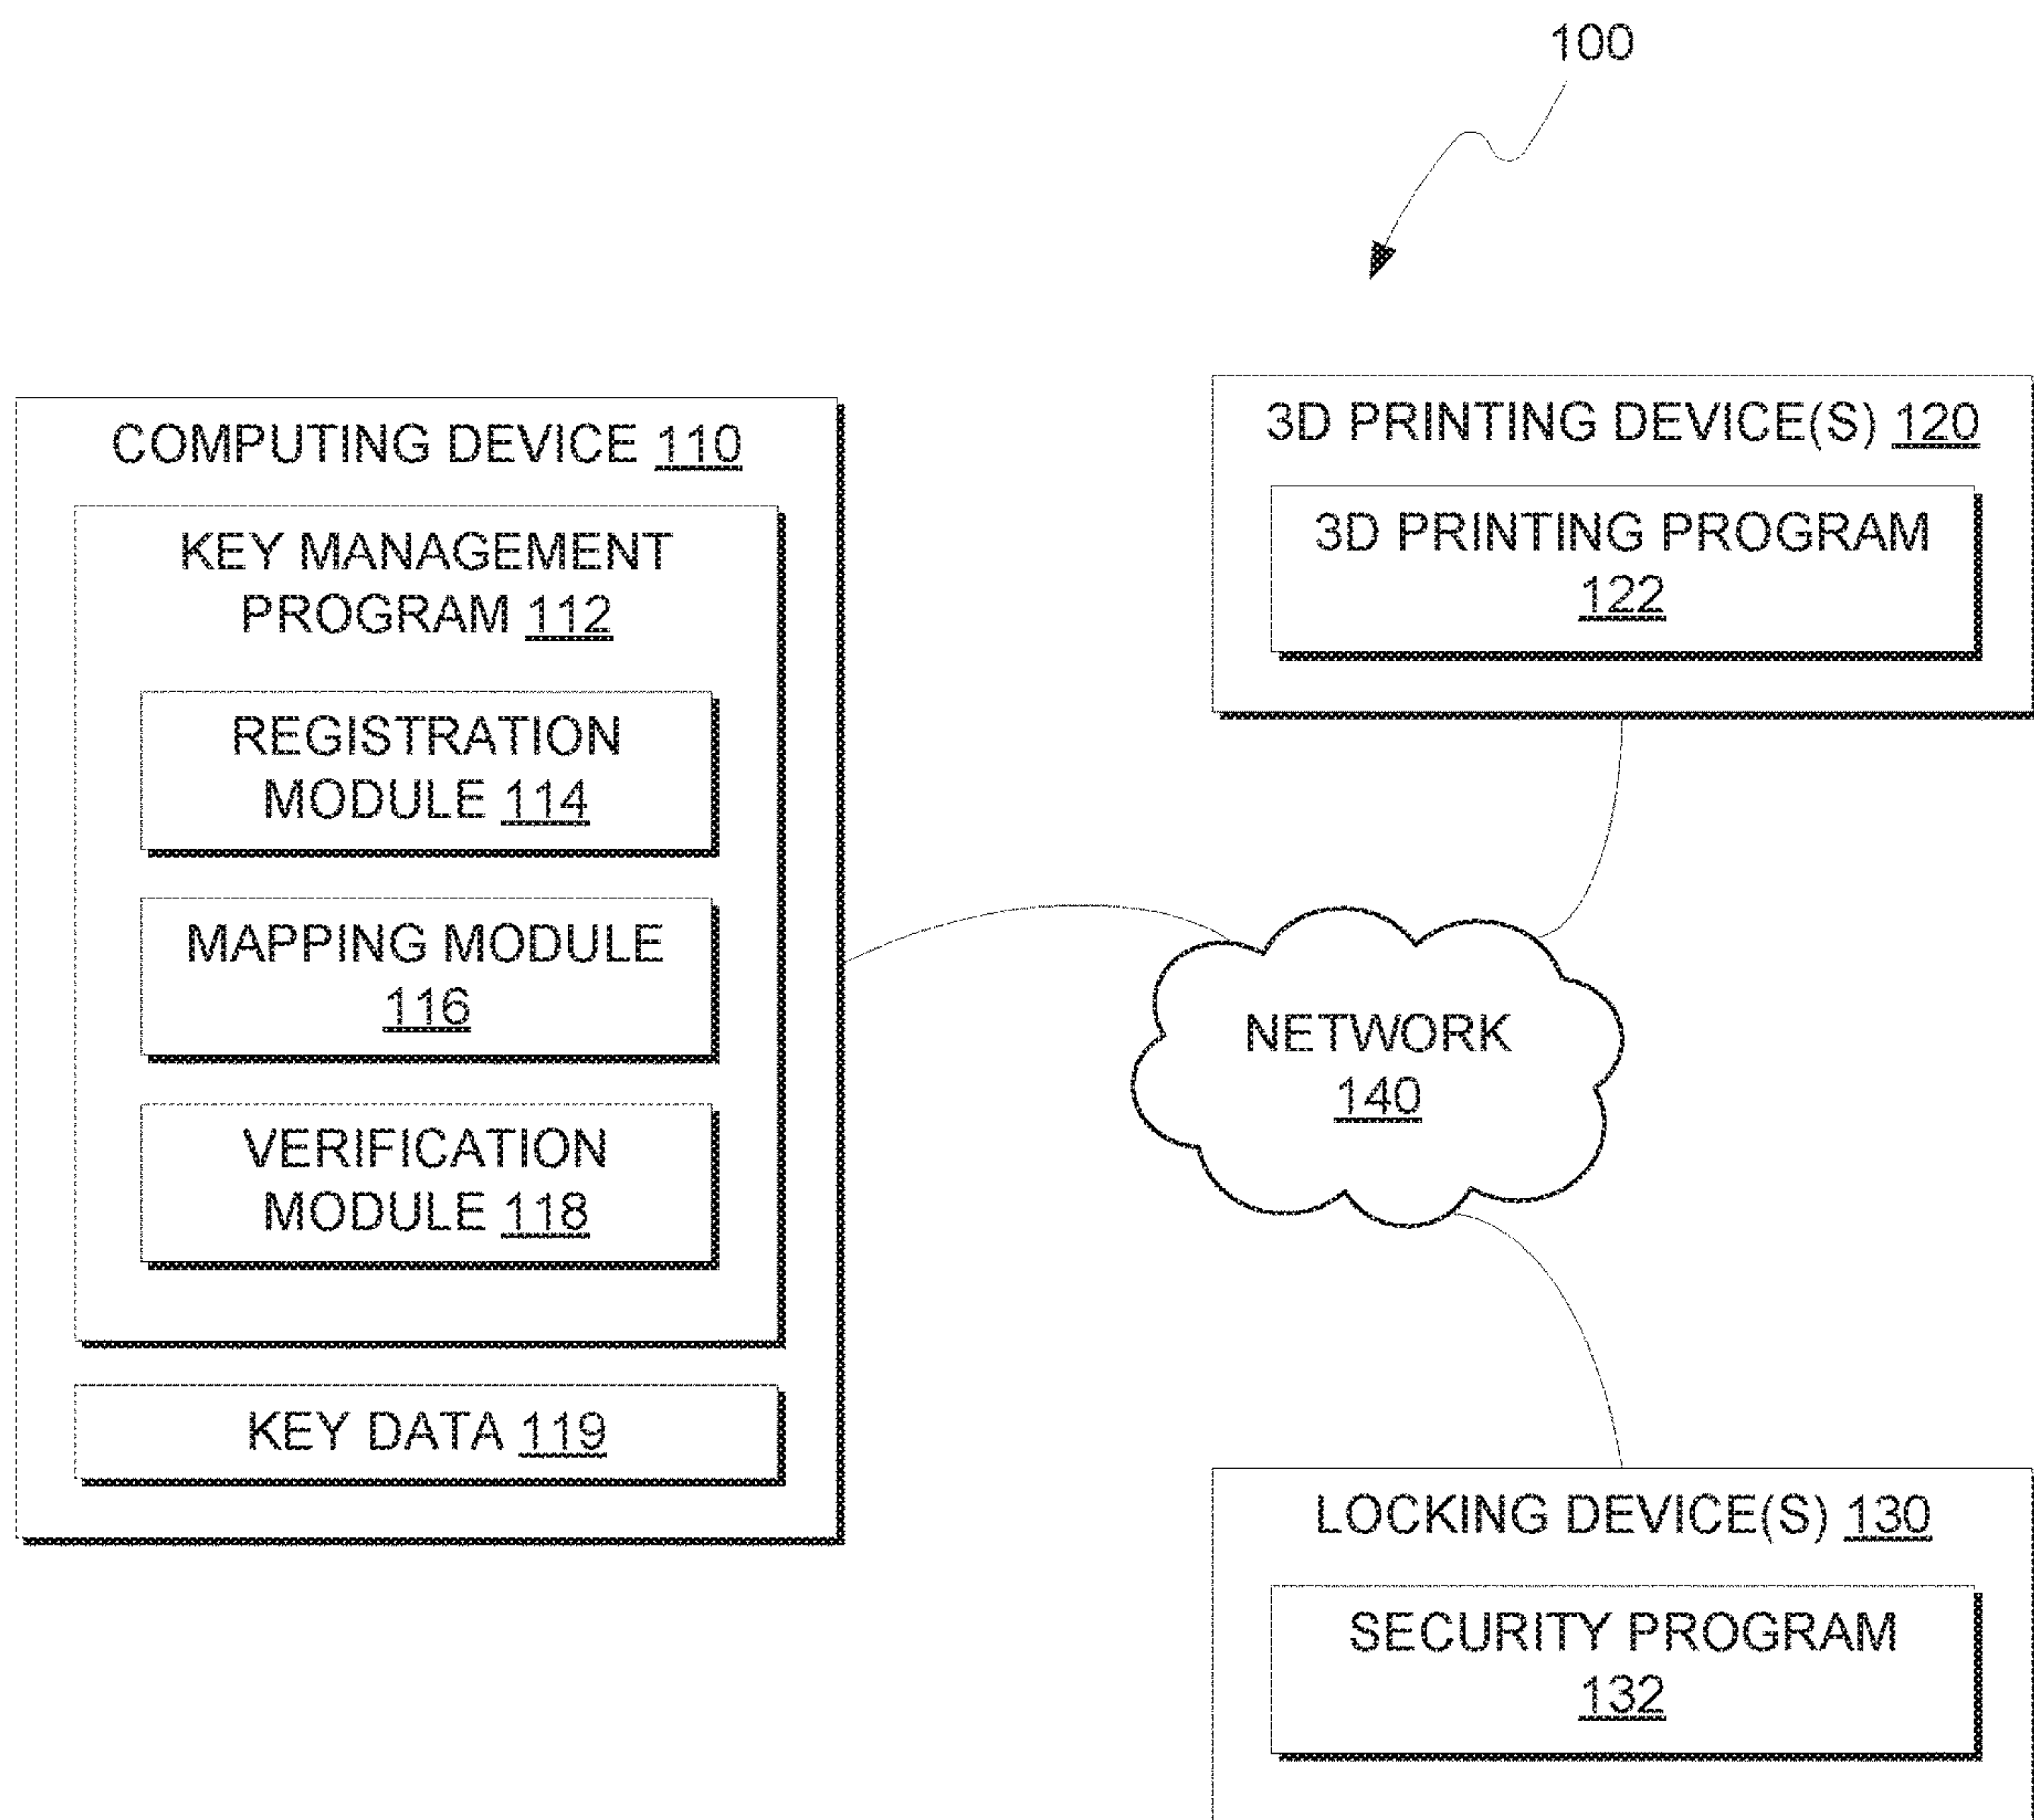 100
COMPUTING DEVICE 110
KEY MANAGEMENT
PROGRAM 112
REGISTRATION
MODULE 114
MAPPING MODULE
116
VERIFICATION
MODULE 118
KEY DATA 119
3D PRINTING DEVICE(S) 120
3D PRINTING PROGRAM
122
NETWORK
140
LOCKING DEVICE(S) 130
SECURITY PROGRAM
132